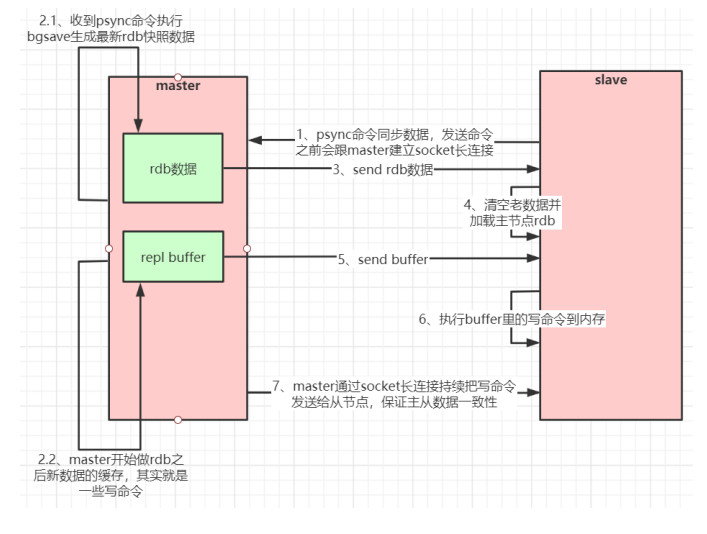 2.1、收到psync命令执行
bgsave生成最新rdb快照数据
master
slave
1、psync命令同步数据，发送命令
之前会跟master建立socket长连接
rdb数据
3、send rdb数据
4、清空老数据并
加载主节点rdb
repl buffer
5、send buffer
6、执行buffer里的写命令到内存
7、master通过socket长连接持续把写命令
发送给从节点，保证主从数据一致性
2.2、master开始做rdb之
后新数据的缓存，其实就是
一些写命令